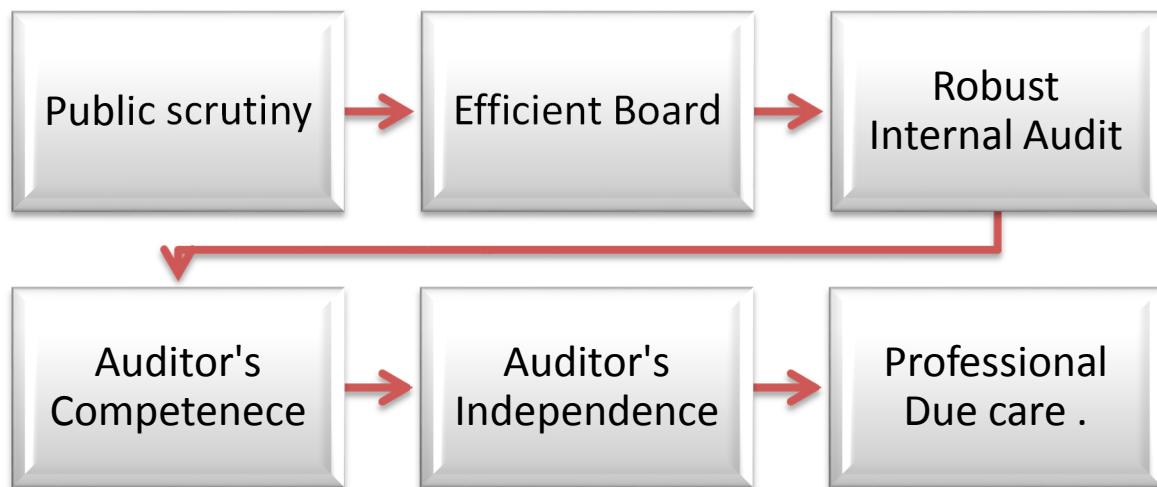 Public scrutiny
Efficient Board
Robust
Internal Audit
Auditor's
Competenece
Auditor's
Independence
Professional
Due care .